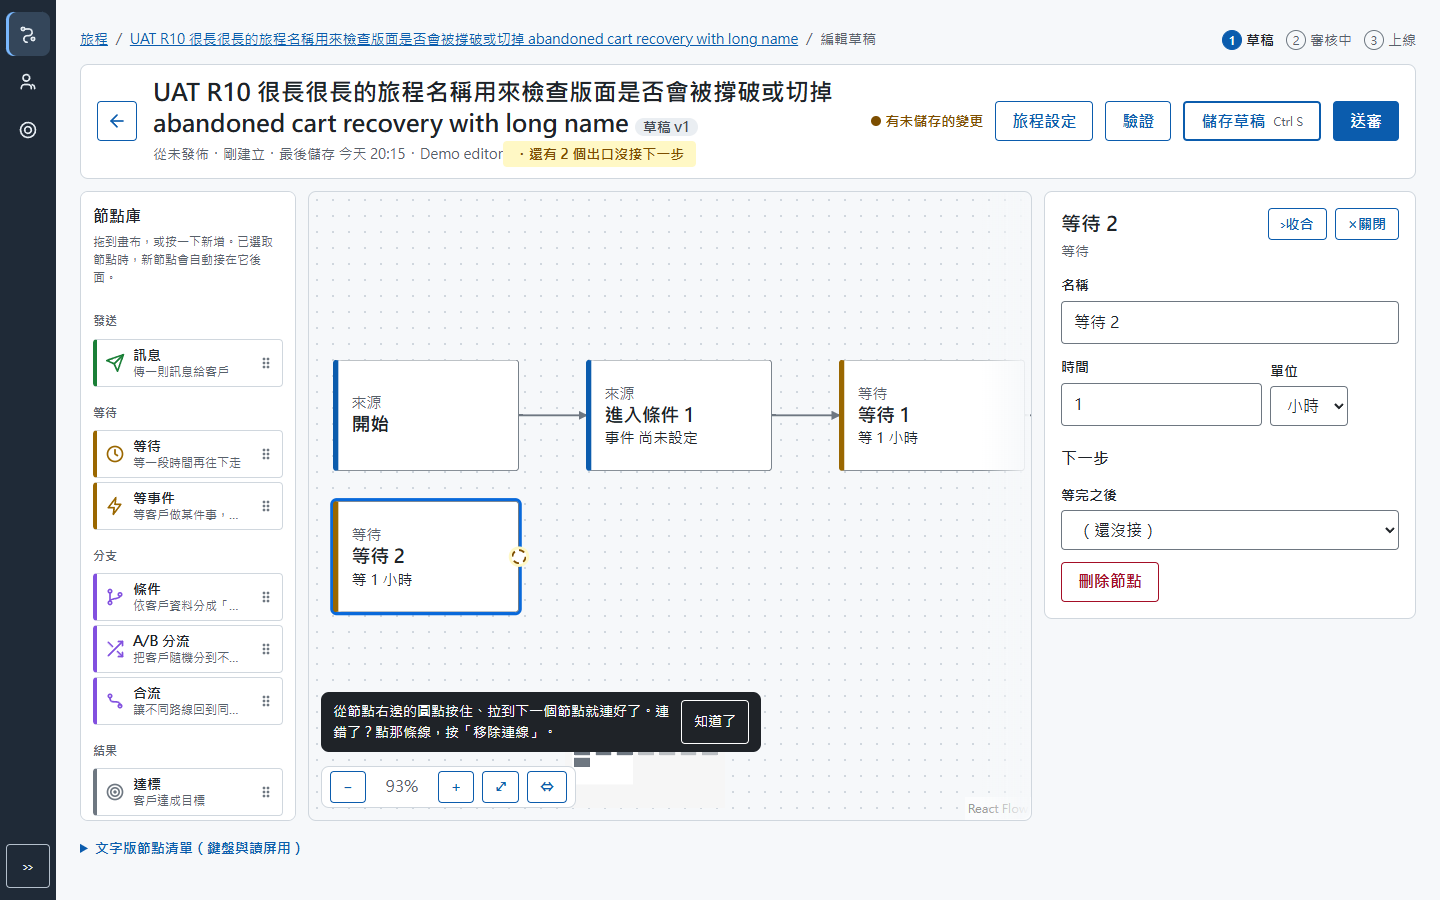 旅程 / UAT R10 很長很長的旅程名稱用來檢查版面是否會被撐破或切掉 abandoned cart recovery with long name / 編輯草稿
1 草稿 2 審核中 3 上線
UAT R10 很長很長的旅程名稱用來檢查版面是否會被撐破或切掉
abandoned cart recovery with long name 草稿 v1
從未發佈・剛建立・最後儲存 今天 20:15・Demo editor ・還有 2 個出口沒接下一步
有未儲存的變更
旅程設定
驗證
儲存草稿 Ctrl S
送審
節點庫
拖到畫布，或按一下新增。已選取
節點時，新節點會自動接在它後
面。
發送
訊息
傳一則訊息給客戶
等待
等待
等一段時間再往下走
等事件
等客戶做某件事，...
分支
條件
依客戶資料分成「...
A/B 分流
把客戶隨機分到不...
合流
讓不同路線回到同...
結果
達標
客戶達成目標
來源
開始
來源
進入條件 1
事件 尚未設定
等待
等待 1
等 1 小時
等待
等待 2
等 1 小時
從節點右邊的圓點按住、拉到下一個節點就連好了。連
錯了？點那條線，按「移除連線」。
知道了
− 93% +
React Flow
等待 2
›收合
×關閉
等待
名稱
等待 2
時間
單位
1
小時
下一步
等完之後
（還沒接）
刪除節點
▶ 文字版節點清單（鍵盤與讀屏用）
»